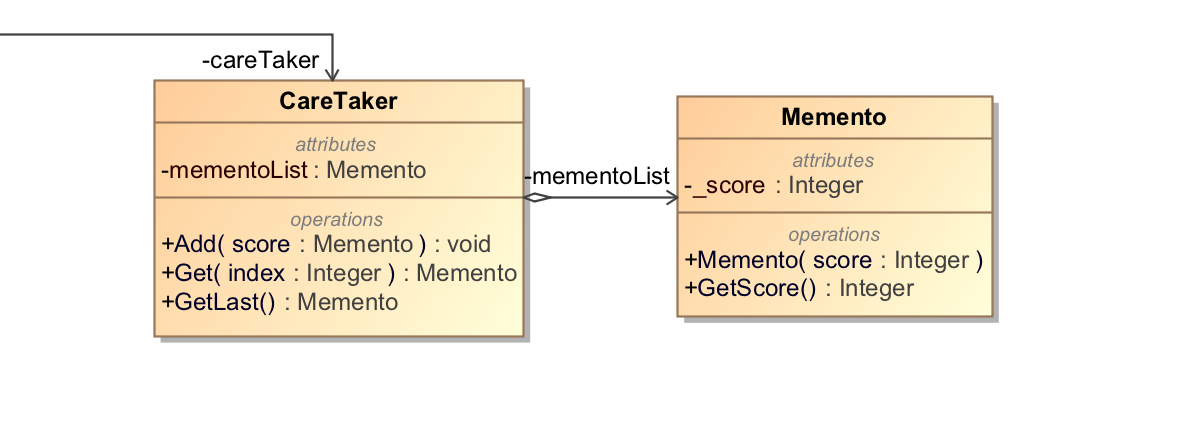 -careTaker
CareTaker
attributes
-mementoList : Memento
operations
+Add( score : Memento ) : void
+Get( index : Integer ) : Memento
+GetLast() : Memento
-mementoList
Memento
attributes
-_score : Integer
operations
+Memento( score : Integer )
+GetScore() : Integer